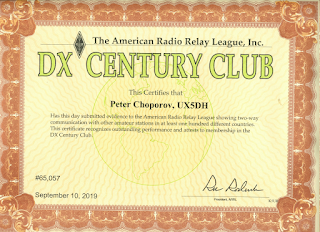 The American Radio Relay League, Inc.
DX CENTURY CLUB
This Certifies that
Peter Choporov, UX5DH
Has this day submitted evidence to the American Radio Relay League showing two-way
communication with other amateur stations in at least one hundred different countries.
This certificate recognizes outstanding performance and attests to membership in the
DX Century Club.
#65,057
September 10, 2019
President, ARRL